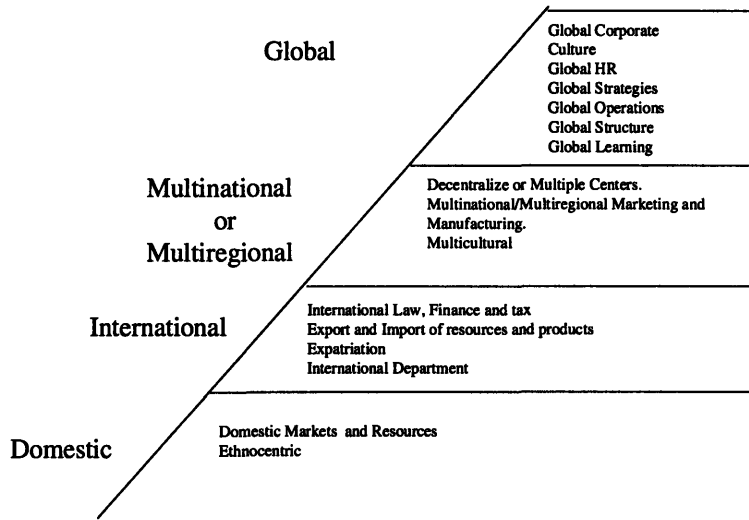 Global
Global Corporate
Culture
Global HR
Global Strategies
Global Operations
Global Structure
Global Learning
Multinational
or
Multiregional
Decentralize or Multiple Centers.
Multinational/Multiregional Marketing and
Manufacturing.
Multicultural
International
International Law, Finance and tax
Export and Import of resources and products
Expatriation
International Department
Domestic
Domestic Markets and Resources
Ethnocentric